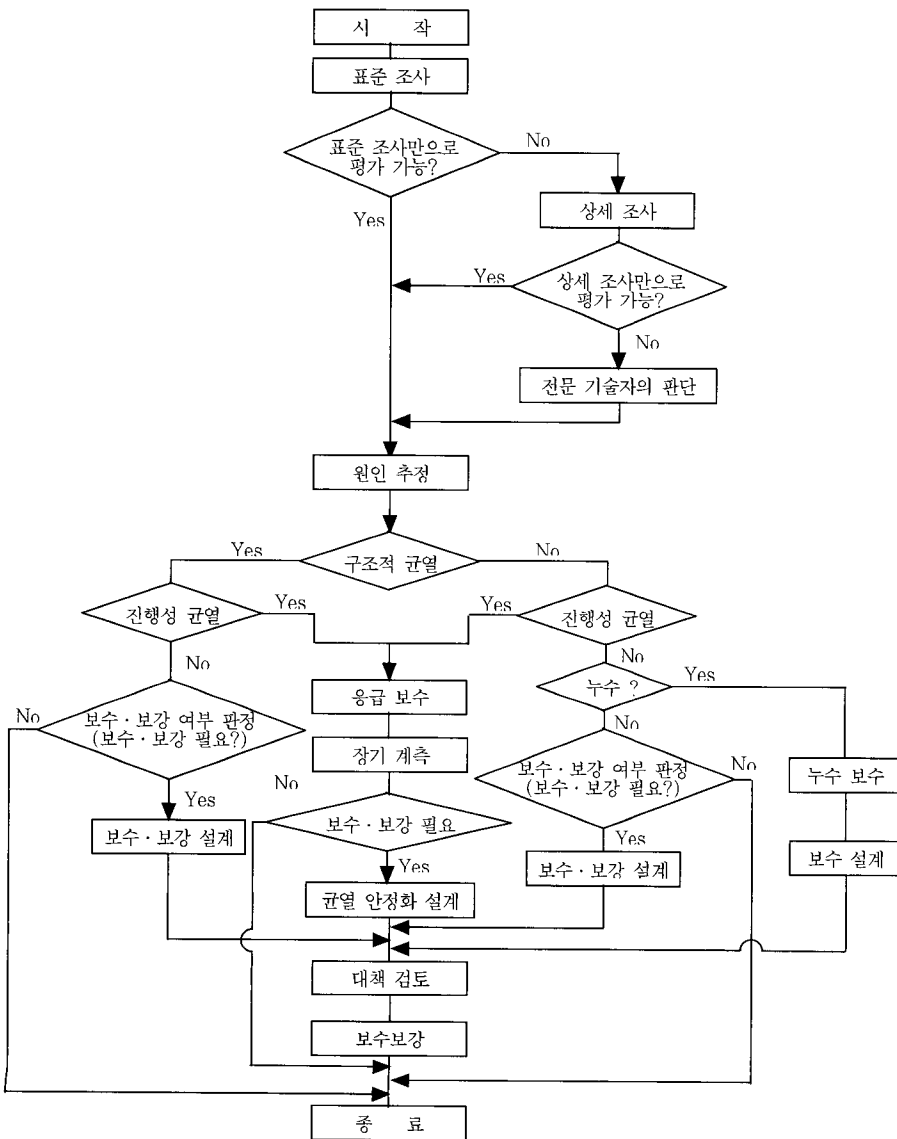 시 작
표준 조사
표준 조사만으로
평가 가능?
No
Yes
상세 조사
Yes
상세 조사만으로
평가 가능?
No
전문 기술자의 판단
원인 추정
Yes
구조적 균열
No
진행성 균열
Yes
Yes
진행성 균열
No
No
응급 보수
누수 ?
Yes
No
보수 · 보강 여부 판정
(보수 · 보강 필요?)
No
장기 계측
보수 · 보강 여부 판정
(보수 · 보강 필요?)
No
누수 보수
Yes
No
보수 · 보강 설계
보수 · 보강 필요
Yes
보수 설계
Yes
보수 · 보강 설계
균열 안정화 설계
대책 검토
보수보강
종 료